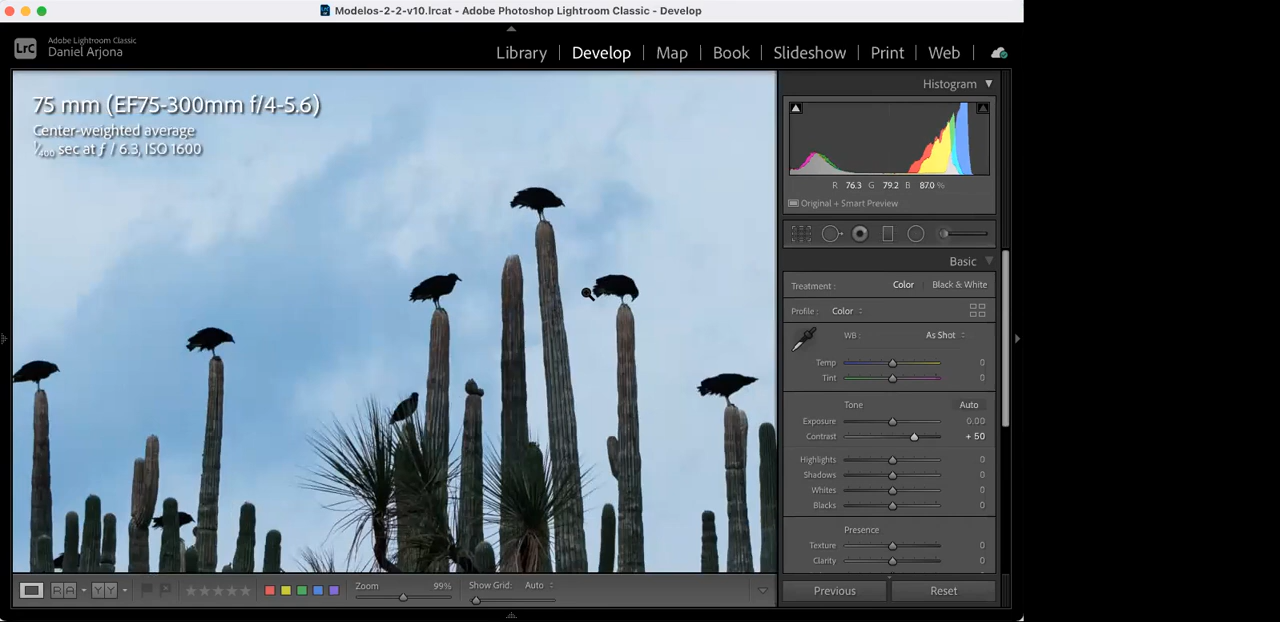 Modelos-2-2-v10.lrcat - Adobe Photoshop Lightroom Classic - Develop
LrC
Adobe Lightroom Classic
Daniel Arjona
Library Develop Map Book Slideshow Print Web
75 mm (EF75-300mm f/4-5.6)
Center-weighted average
1/400 sec at ƒ / 6.3, ISO 1600
Histogram
R 76.3 G 79.2 B 87.0 %
Original + Smart Preview
Basic
Treatment : Color Black & White
Profile : Color
WB : As Shot
Temp 0
Tint 0
Tone Auto
Exposure 0.00
Contrast + 50
Highlights 0
Shadows 0
Whites 0
Blacks 0
Presence
Texture 0
Clarity 0
R A Y Y Zoom 99% Show Grid: Auto
Previous Reset